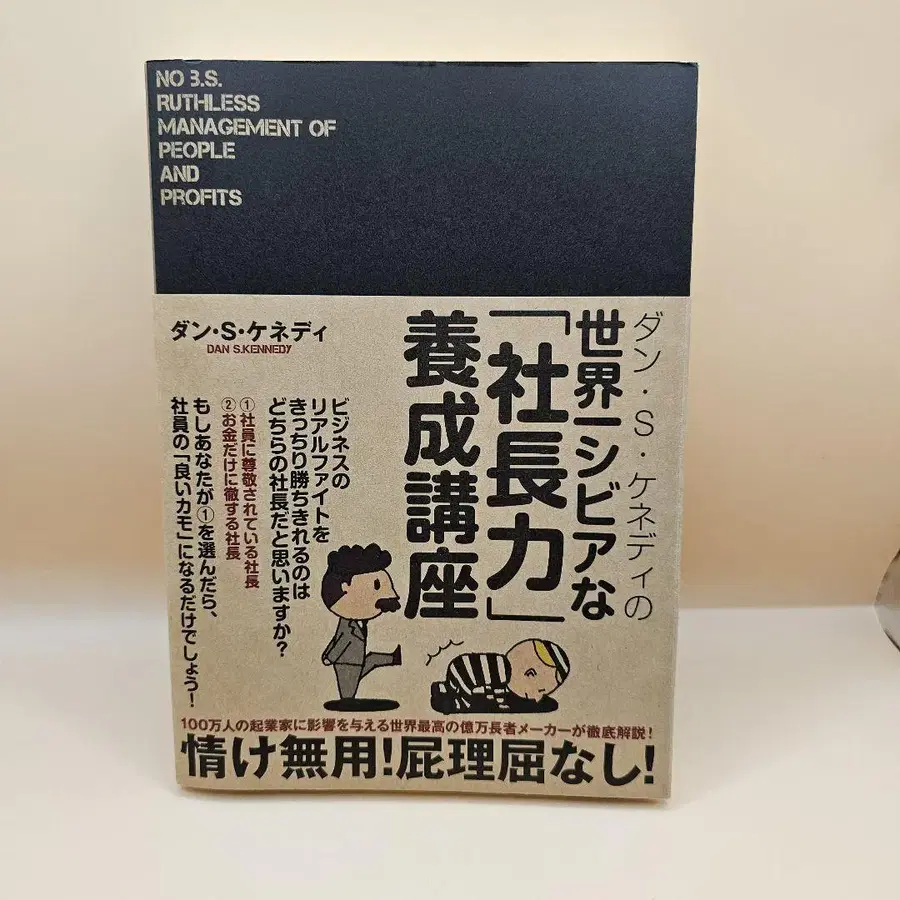 NO B.S.
RUTHLESS
MANAGEMENT OF
PEOPLE
AND
PROFITS
ダン・S・ケネディの
世界一シビアな
「社長力」
養成講座
ダン・S・ケネディ
DAN S.KENNEDY
ビジネスの
リアルファイトを
きっちり勝ちきれるのは
どちらの社長だと思いますか?
①社員に尊敬されている社長
②お金だけに徹する社長
もしあなたが①を選んだら、
社員の「良いカモ」になるだけでしょう!
100万人の起業家に影響を与える世界最高の億万長者メーカーが徹底解説!
情け無用!屁理屈なし!